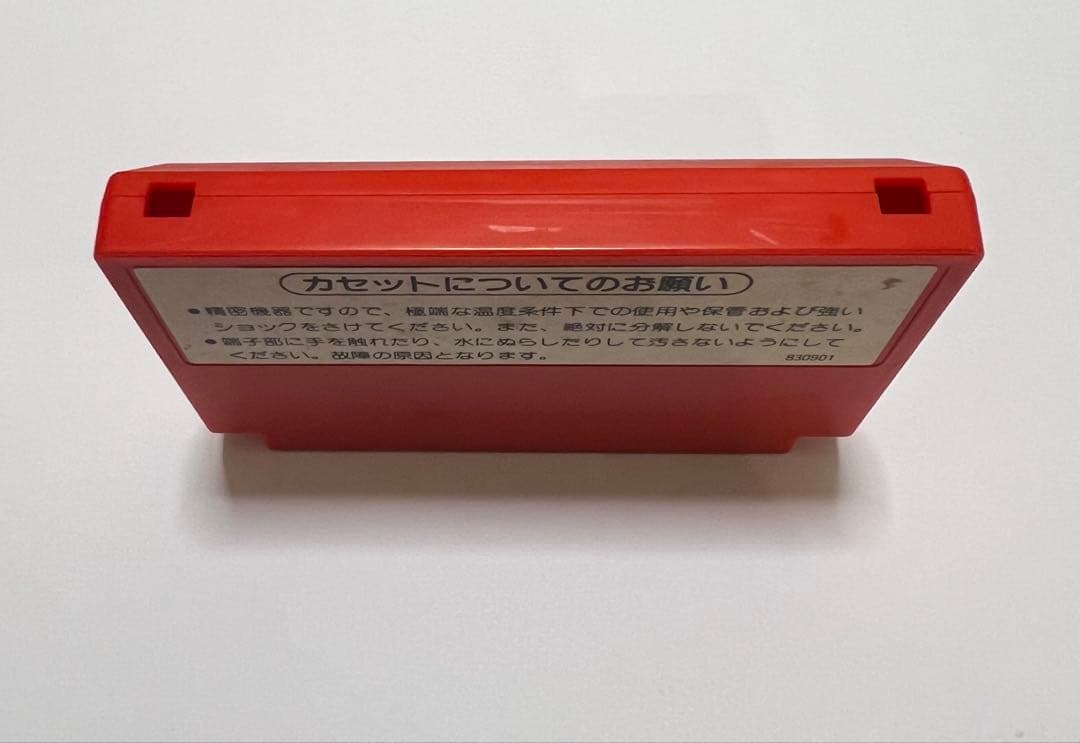 カセットについてのお願い
●精密機器ですので、極端な温度条件下での使用や保管および強い
ショックをさけてください。また、絶対に分解しないでください。
●端子部に手を触れたり、水にぬらしたりして汚さないようにして
ください。故障の原因となります。
830901